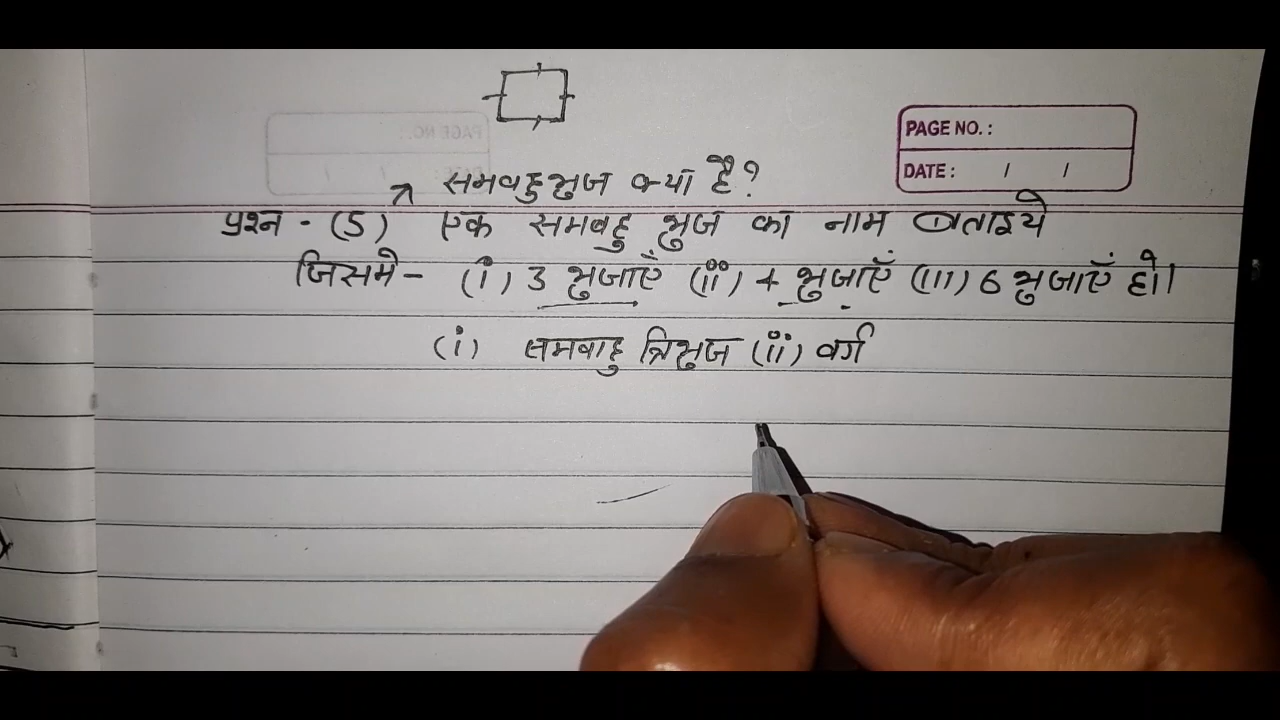 PAGE NO. :
DATE : / /
समबहुभुज क्या है?
प्रश्न - (5) एक समबहु भुज का नाम बताइये
जिसमे - (i) 3 भुजाएँ (ii) 4 भुजाएँ (iii) 6 भुजाएँ हो।
(i) समबाहु त्रिभुज (ii) वर्ग